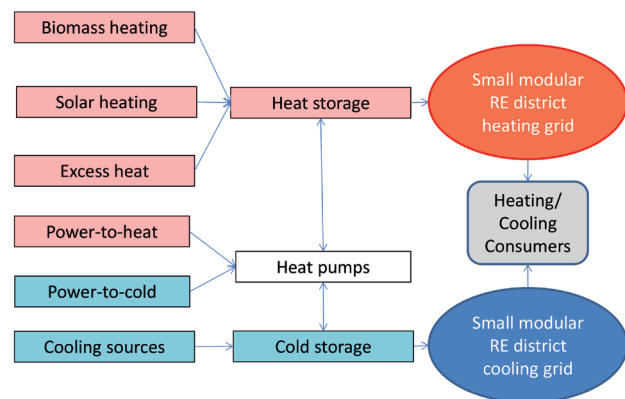 Biomass heating
Solar heating
Heat storage
Small modular
RE district
heating grid
Excess heat
Heating/
Cooling
Consumers
Power-to-heat
Heat pumps
Power-to-cold
Cooling sources
Cold storage
Small modular
RE district
cooling grid